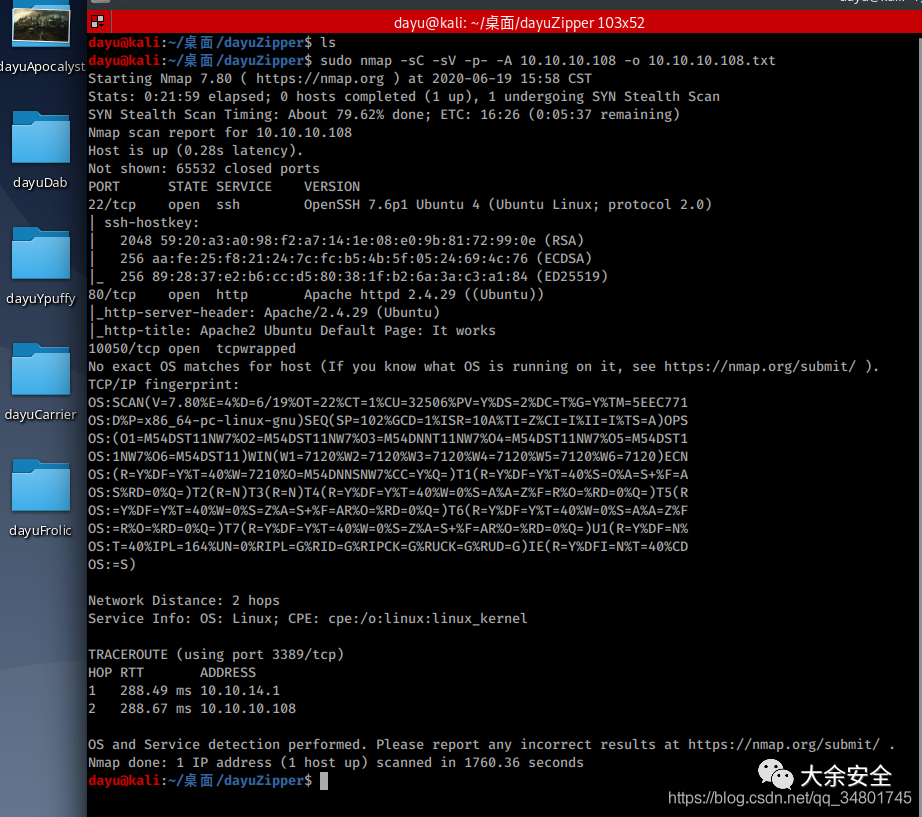 dayu@kali: ~/桌面/dayuZipper 103x52
dayuApocalyst
dayuDab
dayuYpuffy
dayuCarrier
dayuFrolic
dayu@kali:~/桌面/dayuZipper$ ls
dayu@kali:~/桌面/dayuZipper$ sudo nmap -sC -sV -p- -A 10.10.10.108 -o 10.10.10.108.txt
Starting Nmap 7.80 ( https://nmap.org ) at 2020-06-19 15:58 CST
Stats: 0:21:59 elapsed; 0 hosts completed (1 up), 1 undergoing SYN Stealth Scan
SYN Stealth Scan Timing: About 79.62% done; ETC: 16:26 (0:05:37 remaining)
Nmap scan report for 10.10.10.108
Host is up (0.28s latency).
Not shown: 65532 closed ports
PORT      STATE SERVICE    VERSION
22/tcp    open  ssh        OpenSSH 7.6p1 Ubuntu 4 (Ubuntu Linux; protocol 2.0)
| ssh-hostkey:
|   2048 59:20:a3:a0:98:f2:a7:14:1e:08:e0:9b:81:72:99:0e (RSA)
|   256 aa:fe:25:f8:21:24:7c:fc:b5:4b:5f:05:24:69:4c:76 (ECDSA)
|_  256 89:28:37:e2:b6:cc:d5:80:38:1f:b2:6a:3a:c3:a1:84 (ED25519)
80/tcp    open  http       Apache httpd 2.4.29 ((Ubuntu))
|_http-server-header: Apache/2.4.29 (Ubuntu)
|_http-title: Apache2 Ubuntu Default Page: It works
10050/tcp open  tcpwrapped
No exact OS matches for host (If you know what OS is running on it, see https://nmap.org/submit/ ).
TCP/IP fingerprint:
OS:SCAN(V=7.80%E=4%D=6/19%OT=22%CT=1%CU=32506%PV=Y%DS=2%DC=T%G=Y%TM=5EEC771
OS:D%P=x86_64-pc-linux-gnu)SEQ(SP=102%GCD=1%ISR=10A%TI=Z%CI=I%II=I%TS=A)OPS
OS:(O1=M54DST11NW7%O2=M54DST11NW7%O3=M54DNNT11NW7%O4=M54DST11NW7%O5=M54DST1
OS:1NW7%O6=M54DST11)WIN(W1=7120%W2=7120%W3=7120%W4=7120%W5=7120%W6=7120)ECN
OS:(R=Y%DF=Y%T=40%W=7210%O=M54DNNSNW7%CC=Y%Q=)T1(R=Y%DF=Y%T=40%S=O%A=S+%F=A
OS:S%RD=0%Q=)T2(R=N)T3(R=N)T4(R=Y%DF=Y%T=40%W=0%S=A%A=Z%F=R%O=%RD=0%Q=)T5(R
OS:=Y%DF=Y%T=40%W=0%S=Z%A=S+%F=AR%O=%RD=0%Q=)T6(R=Y%DF=Y%T=40%W=0%S=A%A=Z%F
OS:=R%O=%RD=0%Q=)T7(R=Y%DF=Y%T=40%W=0%S=Z%A=S+%F=AR%O=%RD=0%Q=)U1(R=Y%DF=N%
OS:T=40%IPL=164%UN=0%RIPL=G%RID=G%RIPCK=G%RUCK=G%RUD=G)IE(R=Y%DFI=N%T=40%CD
OS:=S)
Network Distance: 2 hops
Service Info: OS: Linux; CPE: cpe:/o:linux:linux_kernel
TRACEROUTE (using port 3389/tcp)
HOP RTT       ADDRESS
1   288.49 ms 10.10.14.1
2   288.67 ms 10.10.10.108
OS and Service detection performed. Please report any incorrect results at https://nmap.org/submit/ .
Nmap done: 1 IP address (1 host up) scanned in 1760.36 seconds
dayu@kali:~/桌面/dayuZipper$
大余安全
https://blog.csdn.net/qq_34801745